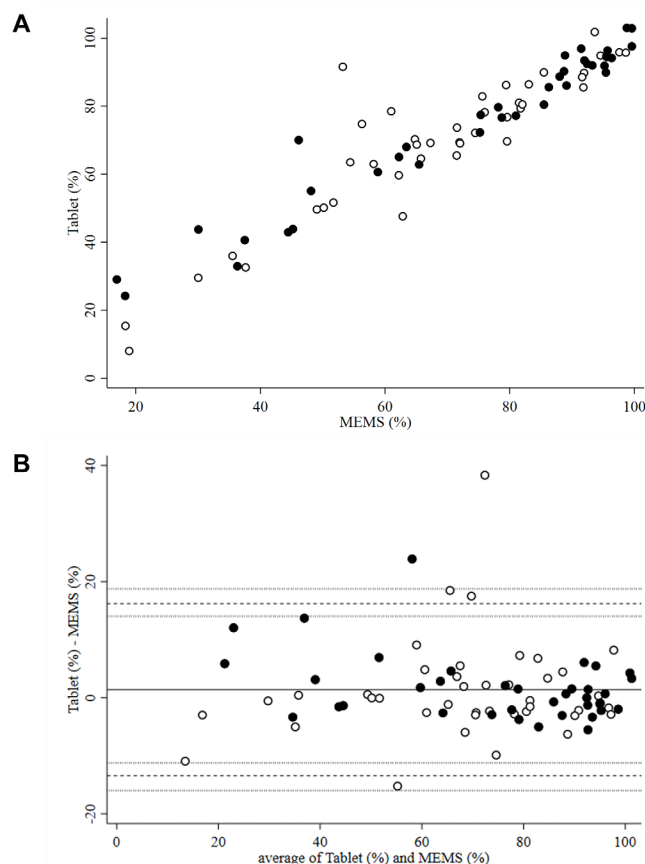 A
100
80
60
40
20
0
Tablet (%)
20 40 60 80 100
MEMS (%)
B
40
20
0
-20
Tablet (%) - MEMS (%)
0 20 40 60 80 100
average of Tablet (%) and MEMS (%)